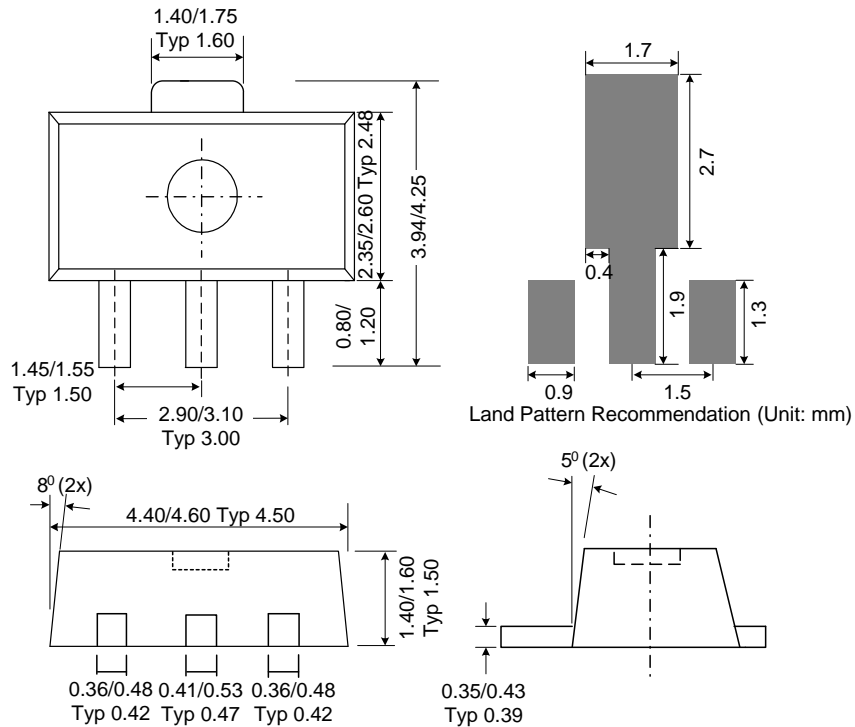 1.40/1.75
Typ 1.60
2.35/2.60 Typ 2.48
3.94/4.25
0.80/
1.20
1.45/1.55
Typ 1.50
2.90/3.10
Typ 3.00
1.7
2.7
0.4
1.9
1.3
0.9
1.5
Land Pattern Recommendation (Unit: mm)
8⁰ (2x)
4.40/4.60 Typ 4.50
1.40/1.60
Typ 1.50
0.36/0.48
Typ 0.42
0.41/0.53
Typ 0.47
0.36/0.48
Typ 0.42
5⁰ (2x)
0.35/0.43
Typ 0.39